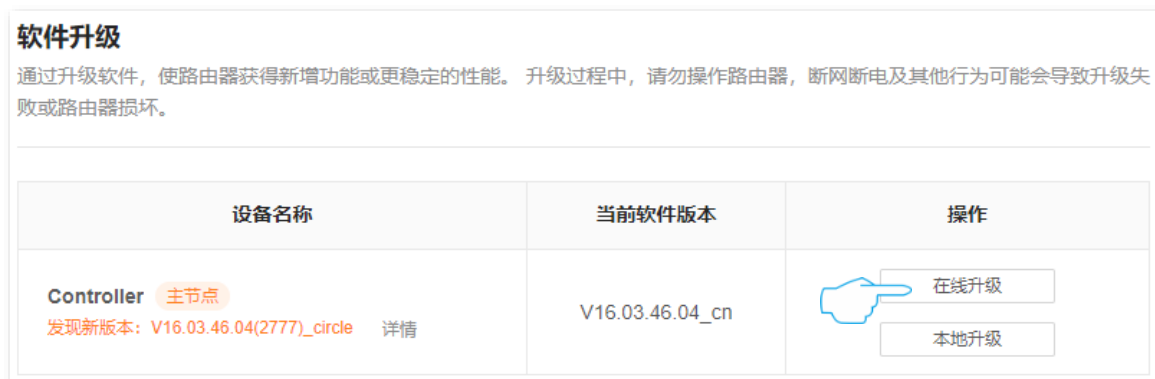 软件升级
通过升级软件，使路由器获得新增功能或更稳定的性能。 升级过程中，请勿操作路由器，断网断电及其他行为可能会导致升级失
败或路由器损坏。
设备名称 当前软件版本 操作
Controller 主节点
发现新版本：V16.03.46.04(2777)_circle 详情
V16.03.46.04_cn
在线升级
本地升级